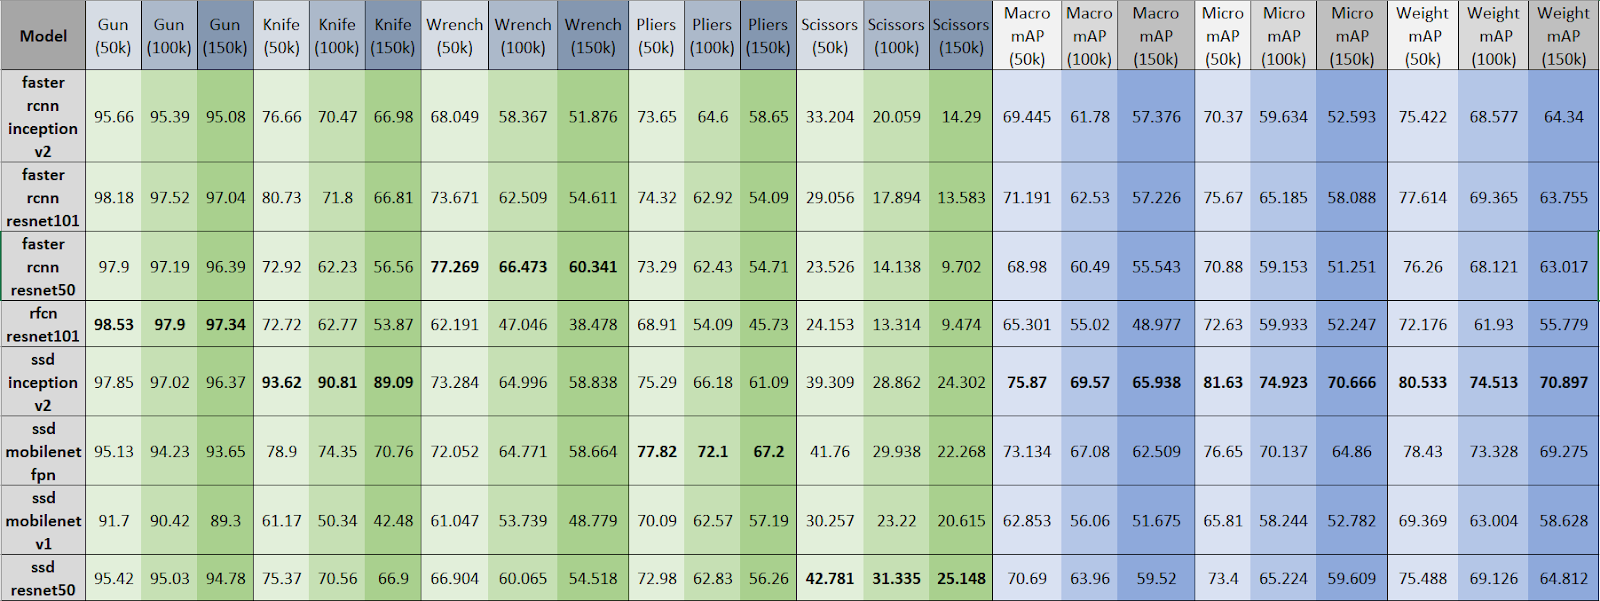 Model Gun (50k) Gun (100k) Gun (150k) Knife (50k) Knife (100k) Knife (150k) Wrench (50k) Wrench (100k) Wrench (150k) Pliers (50k) Pliers (100k) Pliers (150k) Scissors (50k) Scissors (100k) Scissors (150k) Macro mAP (50k) Macro mAP (100k) Macro mAP (150k) Micro mAP (50k) Micro mAP (100k) Micro mAP (150k) Weight mAP (50k) Weight mAP (100k) Weight mAP (150k)
faster rcnn inception v2 95.66 95.39 95.08 76.66 70.47 66.98 68.049 58.367 51.876 73.65 64.6 58.65 33.204 20.059 14.29 69.445 61.78 57.376 70.37 59.634 52.593 75.422 68.577 64.34
faster rcnn resnet101 98.18 97.52 97.04 80.73 71.8 66.81 73.671 62.509 54.611 74.32 62.92 54.09 29.056 17.894 13.583 71.191 62.53 57.226 75.67 65.185 58.088 77.614 69.365 63.755
faster rcnn resnet50 97.9 97.19 96.39 72.92 62.23 56.56 77.269 66.473 60.341 73.29 62.43 54.71 23.526 14.138 9.702 68.98 60.49 55.543 70.88 59.153 51.251 76.26 68.121 63.017
rfcn resnet101 98.53 97.9 97.34 72.72 62.77 53.87 62.191 47.046 38.478 68.91 54.09 45.73 24.153 13.314 9.474 65.301 55.02 48.977 72.63 59.933 52.247 72.176 61.93 55.779
ssd inception v2 97.85 97.02 96.37 93.62 90.81 89.09 73.284 64.996 58.838 75.29 66.18 61.09 39.309 28.862 24.302 75.87 69.57 65.938 81.63 74.923 70.666 80.533 74.513 70.897
ssd mobilenet fpn 95.13 94.23 93.65 78.9 74.35 70.76 72.052 64.771 58.664 77.82 72.1 67.2 41.76 29.938 22.268 73.134 67.08 62.509 76.65 70.137 64.86 78.43 73.328 69.275
ssd mobilenet v1 91.7 90.42 89.3 61.17 50.34 42.48 61.047 53.739 48.779 70.09 62.57 57.19 30.257 23.22 20.615 62.853 56.06 51.675 65.81 58.244 52.782 69.369 63.004 58.628
ssd resnet50 95.42 95.03 94.78 75.37 70.56 66.9 66.904 60.065 54.518 72.98 62.83 56.26 42.781 31.335 25.148 70.69 63.96 59.52 73.4 65.224 59.609 75.488 69.126 64.812